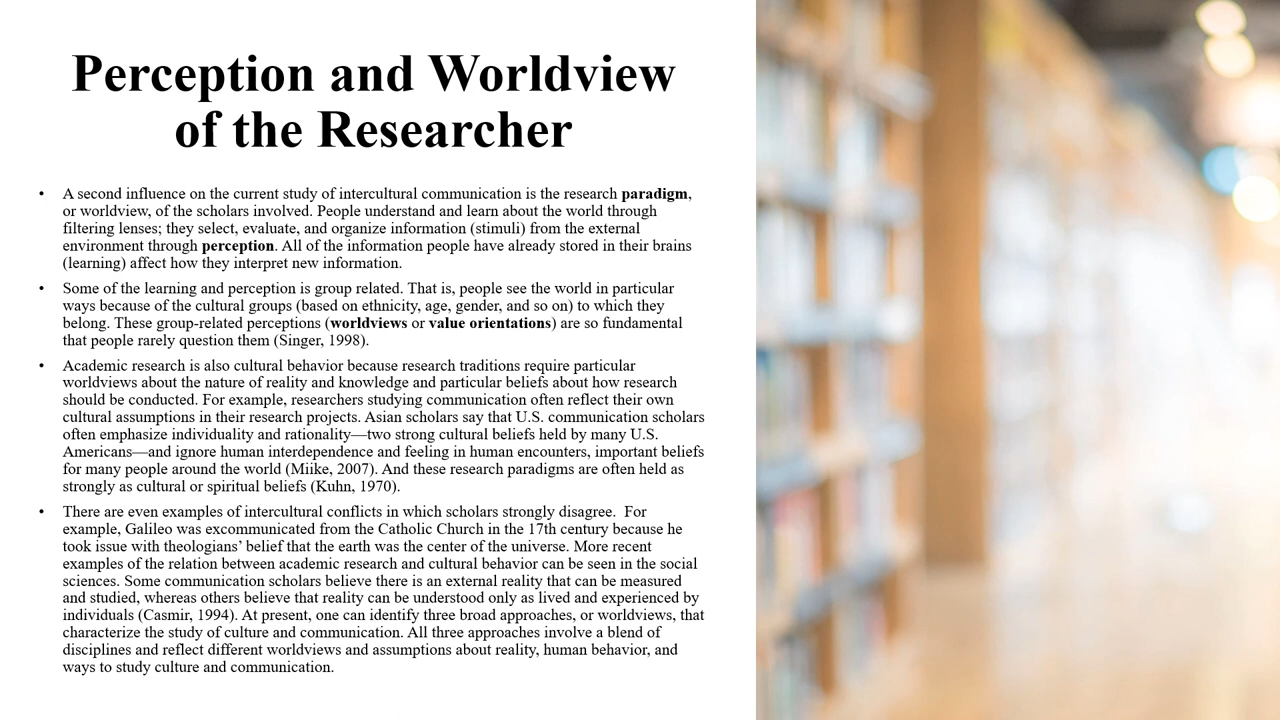 Perception and Worldview
of the Researcher
• A second influence on the current study of intercultural communication is the research paradigm,
or worldview, of the scholars involved. People understand and learn about the world through
filtering lenses; they select, evaluate, and organize information (stimuli) from the external
environment through perception. All of the information people have already stored in their brains
(learning) affect how they interpret new information.
• Some of the learning and perception is group related. That is, people see the world in particular
ways because of the cultural groups (based on ethnicity, age, gender, and so on) to which they
belong. These group-related perceptions (worldviews or value orientations) are so fundamental
that people rarely question them (Singer, 1998).
• Academic research is also cultural behavior because research traditions require particular
worldviews about the nature of reality and knowledge and particular beliefs about how research
should be conducted. For example, researchers studying communication often reflect their own
cultural assumptions in their research projects. Asian scholars say that U.S. communication scholars
often emphasize individuality and rationality—two strong cultural beliefs held by many U.S.
Americans—and ignore human interdependence and feeling in human encounters, important beliefs
for many people around the world (Miike, 2007). And these research paradigms are often held as
strongly as cultural or spiritual beliefs (Kuhn, 1970).
• There are even examples of intercultural conflicts in which scholars strongly disagree.  For
example, Galileo was excommunicated from the Catholic Church in the 17th century because he
took issue with theologians’ belief that the earth was the center of the universe. More recent
examples of the relation between academic research and cultural behavior can be seen in the social
sciences. Some communication scholars believe there is an external reality that can be measured
and studied, whereas others believe that reality can be understood only as lived and experienced by
individuals (Casmir, 1994). At present, one can identify three broad approaches, or worldviews, that
characterize the study of culture and communication. All three approaches involve a blend of
disciplines and reflect different worldviews and assumptions about reality, human behavior, and
ways to study culture and communication.